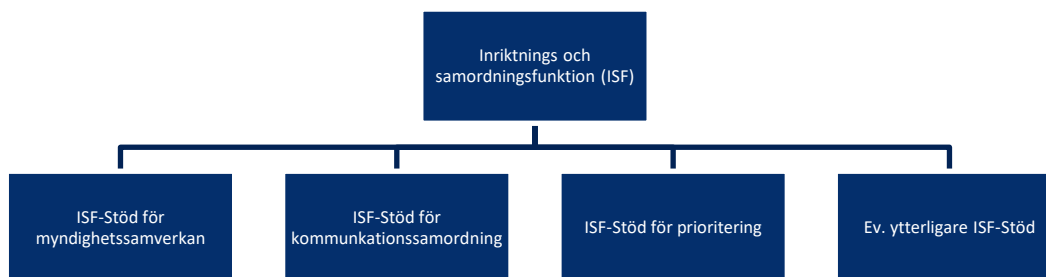 Inriktnings och
samordningsfunktion (ISF)
ISF-Stöd för
myndighetssamverkan
ISF-Stöd för
kommunkationssamordning
ISF-Stöd för prioritering
Ev. ytterligare ISF-Stöd